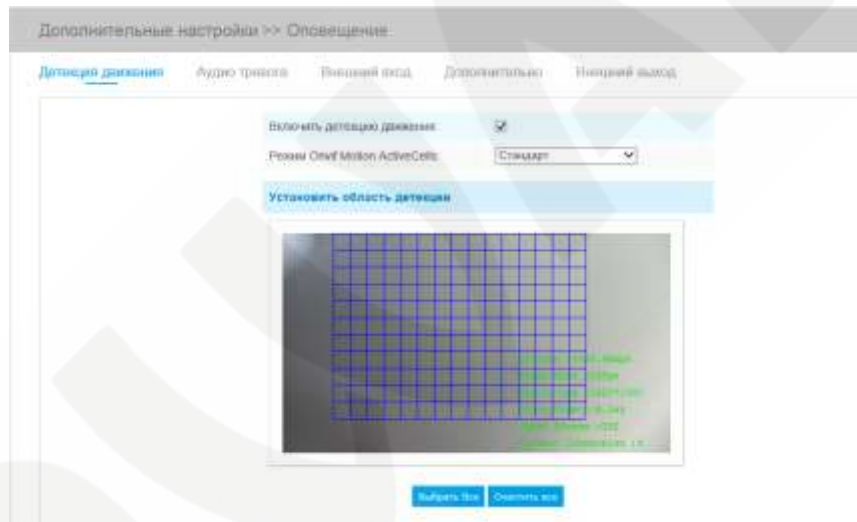 Дополнительные настройки >> Оповещение
Детекция движения Аудио тревога Внешний вход Дополнительно Внешний выход
Включить детекцию движения:
Режим Onvif Motion ActiveCells: Стандарт
Установить область детекции
Выбрать Все Очистить все